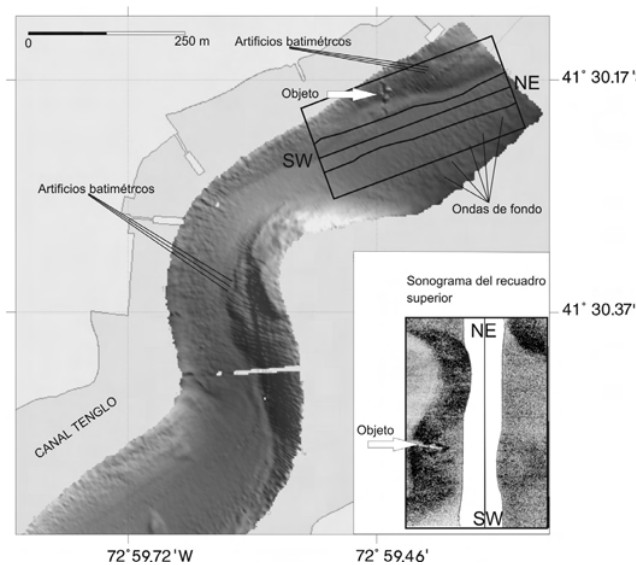 0
250 m
Artificios batimétrcos
Objeto
NE
41° 30.17'
SW
Artificios batimétrcos
Ondas de fondo
Sonograma del recuadro
superior
41° 30.37'
NE
CANAL TENGLO
Objeto
SW
72° 59.72' W
72° 59.46'